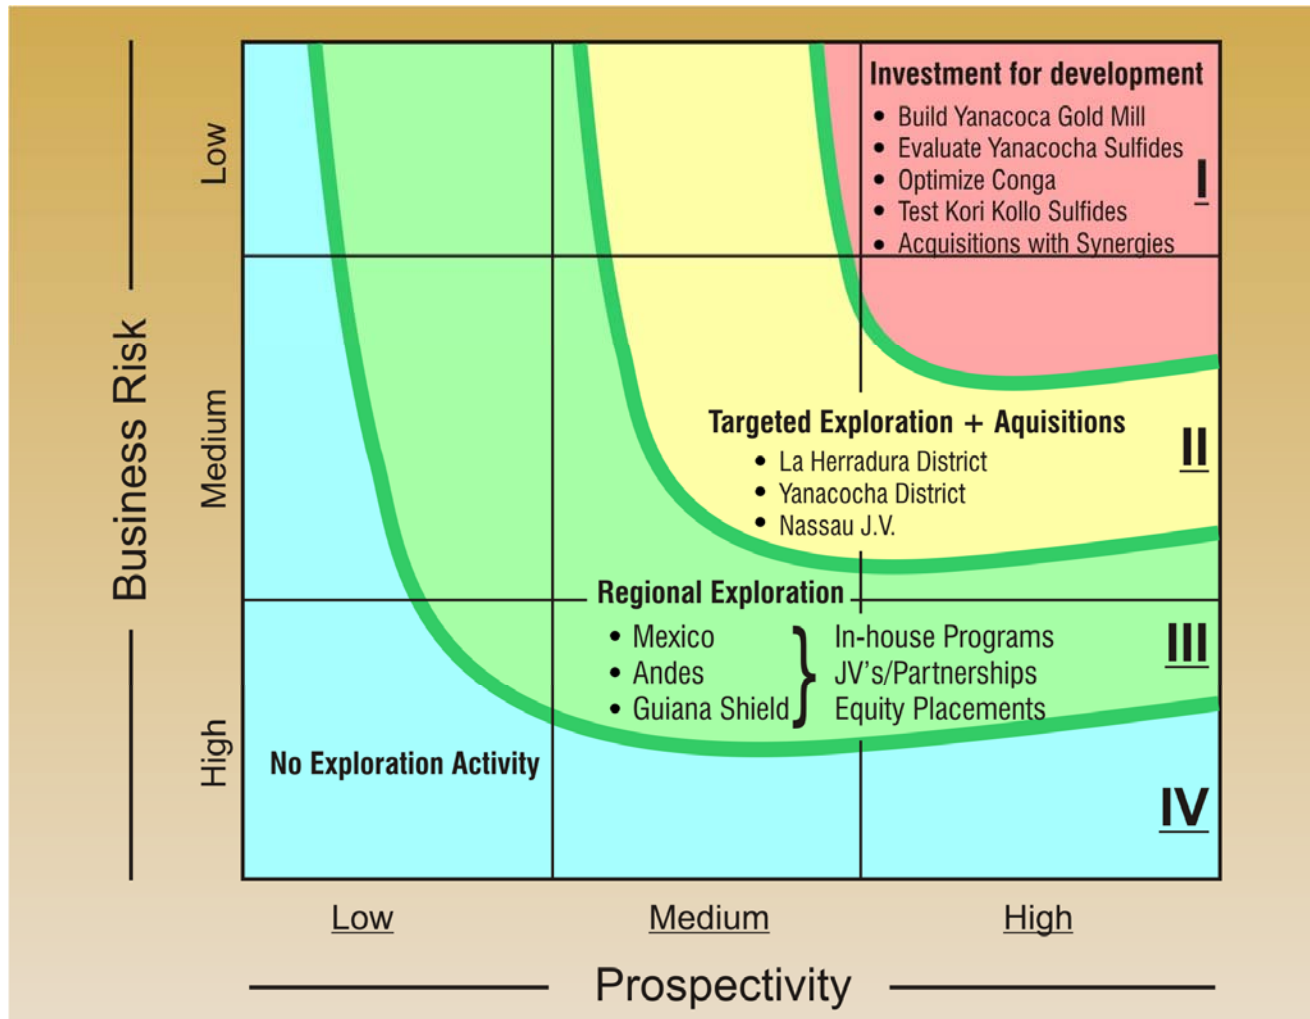 Investment for development
• Build Yanacoca Gold Mill
• Evaluate Yanacocha Sulfides
• Optimize Conga
• Test Kori Kollo Sulfides
• Acquisitions with Synergies
I
Targeted Exploration + Aquisitions
• La Herradura District
• Yanacocha District
• Nassau J.V.
II
Regional Exploration
• Mexico } In-house Programs
• Andes JV's/Partnerships
• Guiana Shield Equity Placements
III
No Exploration Activity
IV
Business Risk
Low
Medium
High
Low Medium High
Prospectivity